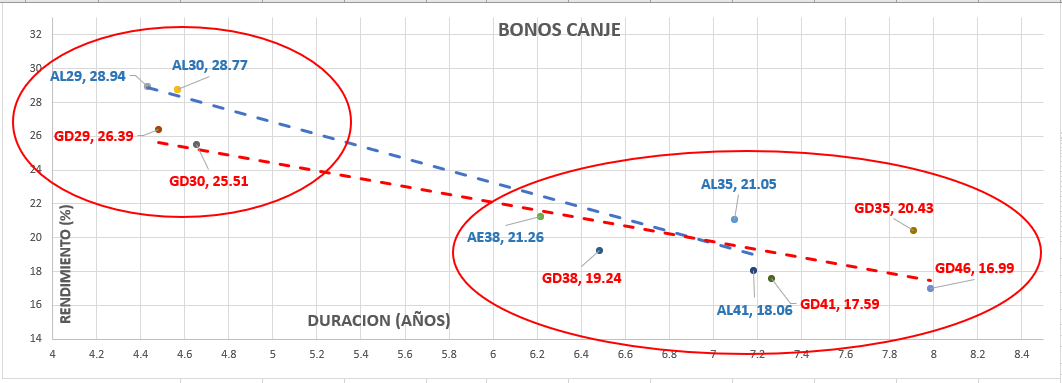 BONOS CANJE
32
30
28
26
24
22
20
18
16
14
RENDIMIENTO (%)
AL29, 28.94
AL30, 28.77
GD29, 26.39
GD30, 25.51
AL35, 21.05
GD35, 20.43
AE38, 21.26
GD38, 19.24
GD46, 16.99
AL41, 18.06
GD41, 17.59
DURACION (AÑOS)
4 4.2 4.4 4.6 4.8 5 5.2 5.4 5.6 5.8 6 6.2 6.4 6.6 6.8 7 7.2 7.4 7.6 7.8 8 8.2 8.4